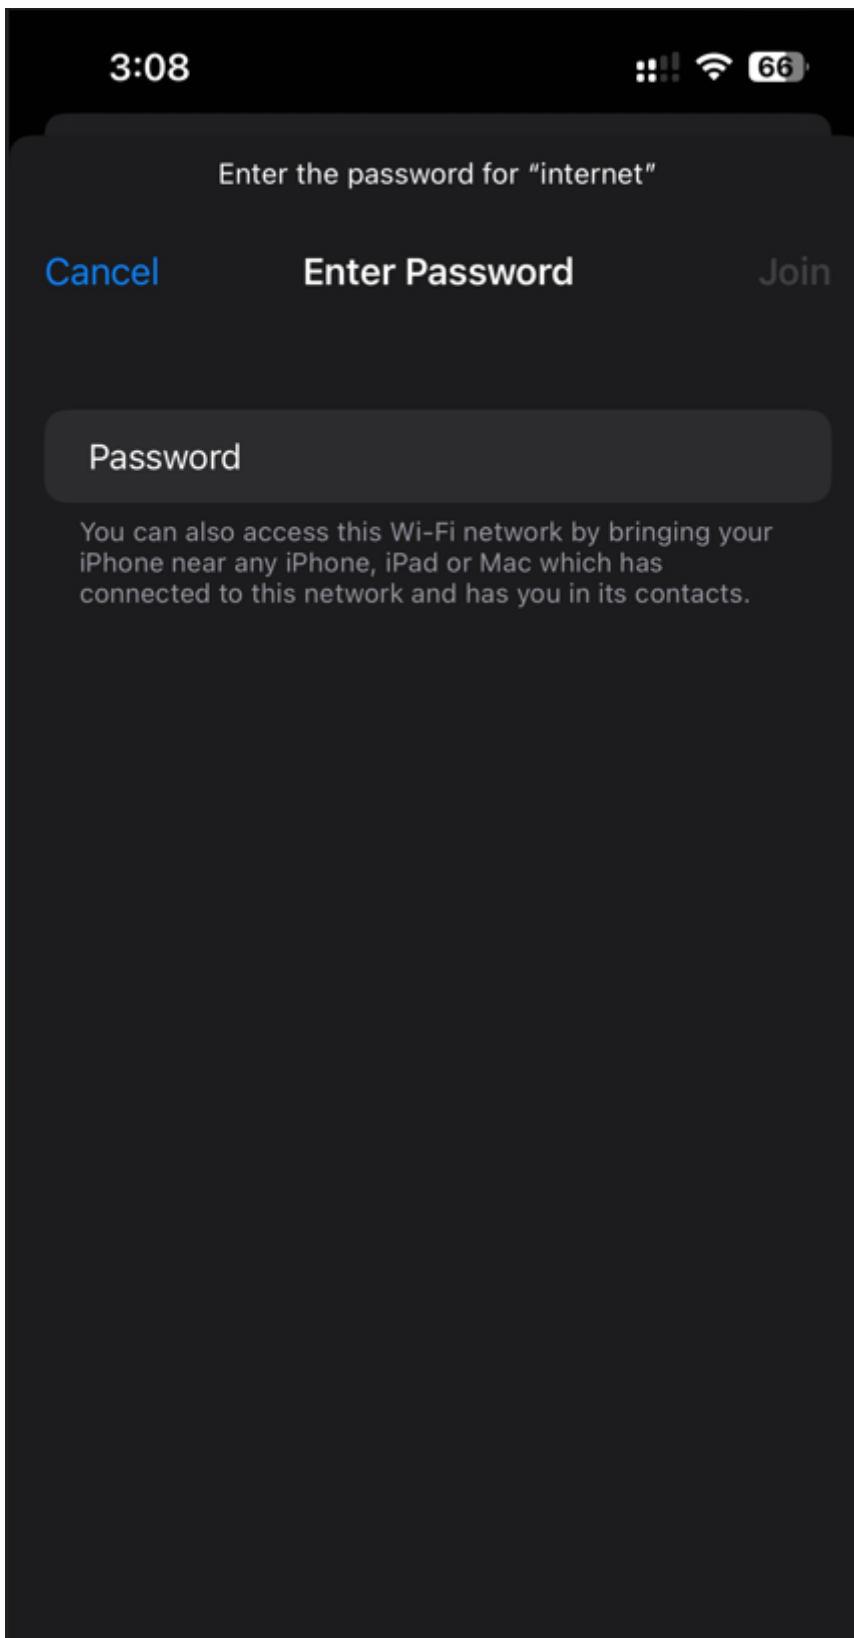 3:08
66
Enter the password for “internet”
Cancel
Enter Password
Join
Password
You can also access this Wi-Fi network by bringing your
iPhone near any iPhone, iPad or Mac which has
connected to this network and has you in its contacts.